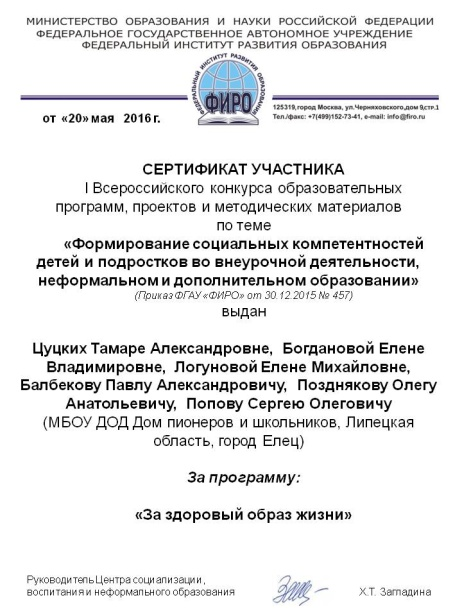 МИНИСТЕРСТВО ОБРАЗОВАНИЯ И НАУКИ РОССИЙСКОЙ ФЕДЕРАЦИИ
ФЕДЕРАЛЬНОЕ ГОСУДАРСТВЕННОЕ АВТОНОМНОЕ УЧРЕЖДЕНИЕ
ФЕДЕРАЛЬНЫЙ ИНСТИТУТ РАЗВИТИЯ ОБРАЗОВАНИЯ
ФЕДЕРАЛЬНЫЙ ИНСТИТУТ РАЗВИТИЯ ОБРАЗОВАНИЯ
ФИРО
125319,город Москва, ул.Черняховского,дом 9,стр.1
Тел./факс: +7(499)152-73-41, e-mail: info@firo.ru
от «20» мая 2016 г.
СЕРТИФИКАТ УЧАСТНИКА
I Всероссийского конкурса образовательных
программ, проектов и методических материалов
по теме
«Формирование социальных компетентностей
детей и подростков во внеурочной деятельности,
неформальном и дополнительном образовании»
(Приказ ФГАУ «ФИРО» от 30.12.2015 № 457)
выдан
Цуцких Тамаре Александровне, Богдановой Елене
Владимировне, Логуновой Елене Михайловне,
Балбекову Павлу Александровичу, Позднякову Олегу
Анатольевичу, Попову Сергею Олеговичу
(МБОУ ДОД Дом пионеров и школьников, Липецкая
область, город Елец)
За программу:
«За здоровый образ жизни»
Руководитель Центра социализации,
воспитания и неформального образования
Х.Т. Загладина